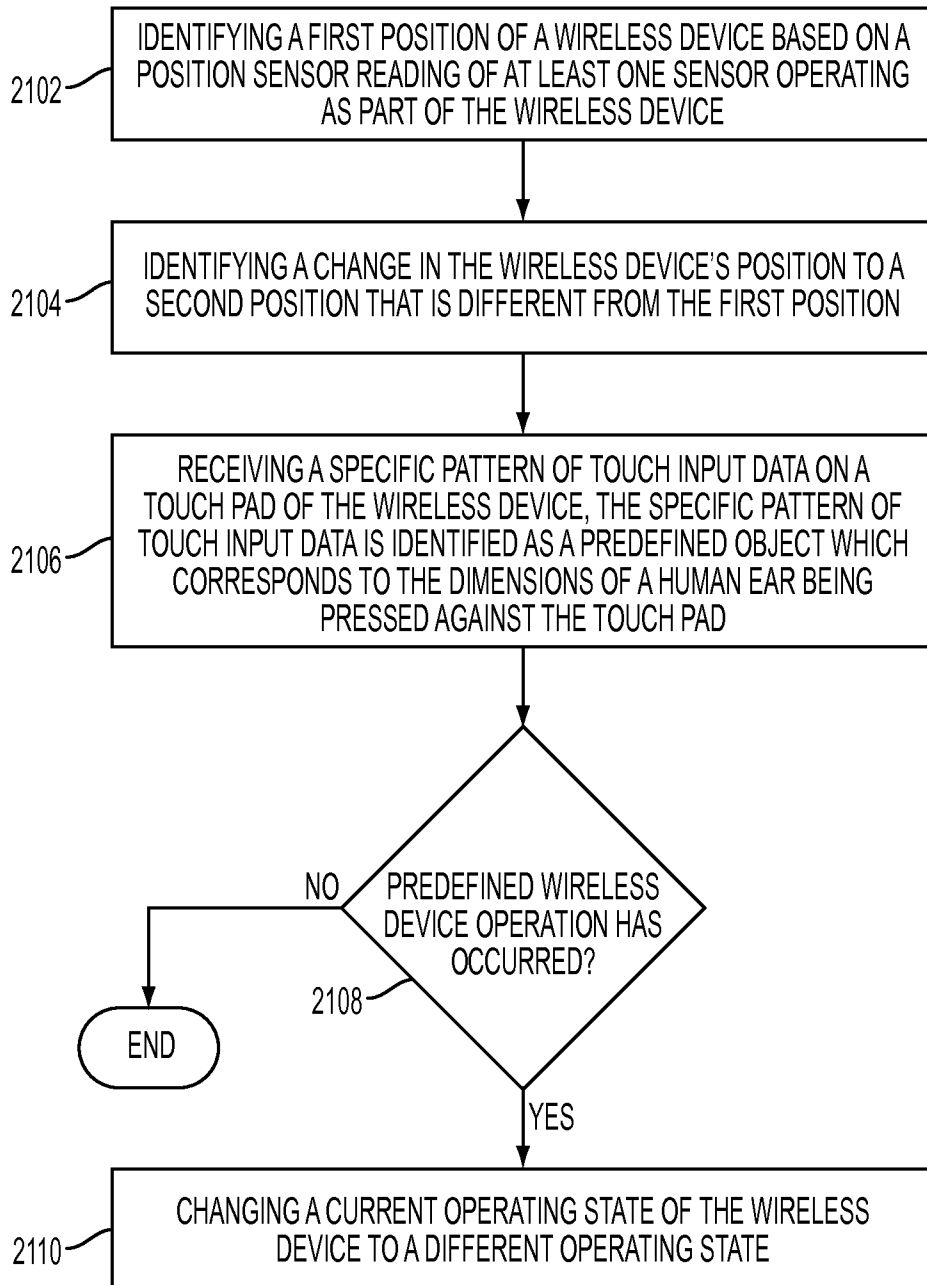 IDENTIFYING A FIRST POSITION OF A WIRELESS DEVICE BASED ON A
POSITION SENSOR READING OF AT LEAST ONE SENSOR OPERATING
AS PART OF THE WIRELESS DEVICE
2102
IDENTIFYING A CHANGE IN THE WIRELESS DEVICE'S POSITION TO A
SECOND POSITION THAT IS DIFFERENT FROM THE FIRST POSITION
2104
RECEIVING A SPECIFIC PATTERN OF TOUCH INPUT DATA ON A
TOUCH PAD OF THE WIRELESS DEVICE, THE SPECIFIC PATTERN OF
TOUCH INPUT DATA IS IDENTIFIED AS A PREDEFINED OBJECT WHICH
CORRESPONDS TO THE DIMENSIONS OF A HUMAN EAR BEING
PRESSED AGAINST THE TOUCH PAD
2106
NO
PREDEFINED WIRELESS
DEVICE OPERATION HAS
OCCURRED?
2108
END
YES
CHANGING A CURRENT OPERATING STATE OF THE WIRELESS
DEVICE TO A DIFFERENT OPERATING STATE
2110